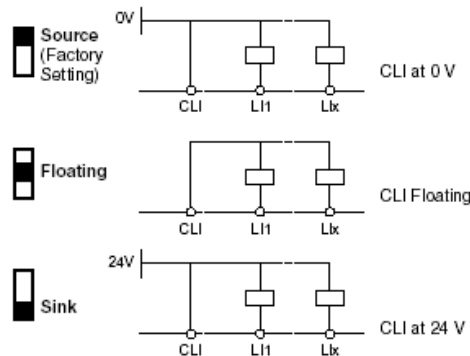 0V
Source
(Factory
Setting)
CLI LI1 LIx
CLI at 0 V
Floating
CLI LI1 LIx
CLI Floating
24V
Sink
CLI LI1 LIx
CLI at 24 V